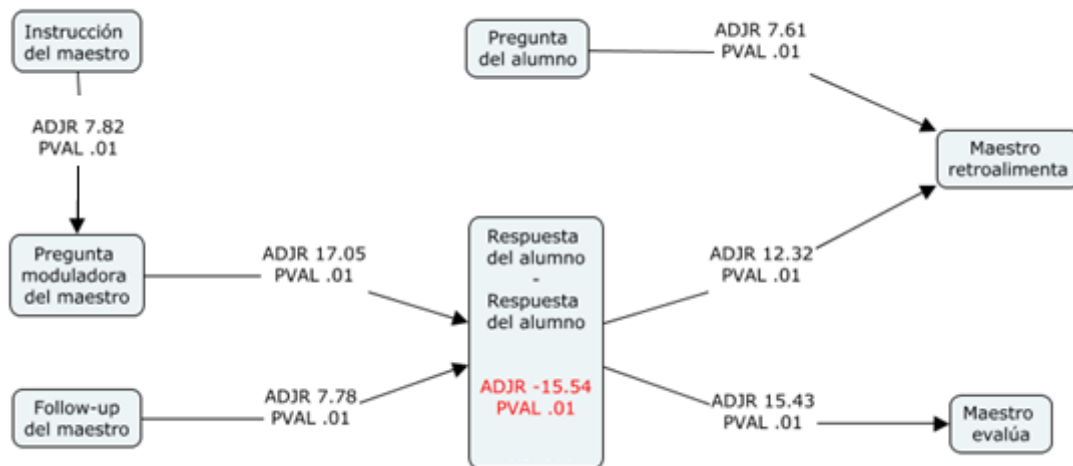 Instrucción
del maestro
ADJR 7.82
PVAL .01
Pregunta
moduladora
del maestro
ADJR 17.05
PVAL .01
Follow-up
del maestro
ADJR 7.78
PVAL .01
Pregunta
del alumno
ADJR 7.61
PVAL .01
Respuesta
del alumno
-
Respuesta
del alumno
ADJR -15.54
PVAL .01
ADJR 12.32
PVAL .01
Maestro
retroalimenta
ADJR 15.43
PVAL .01
Maestro
evalúa